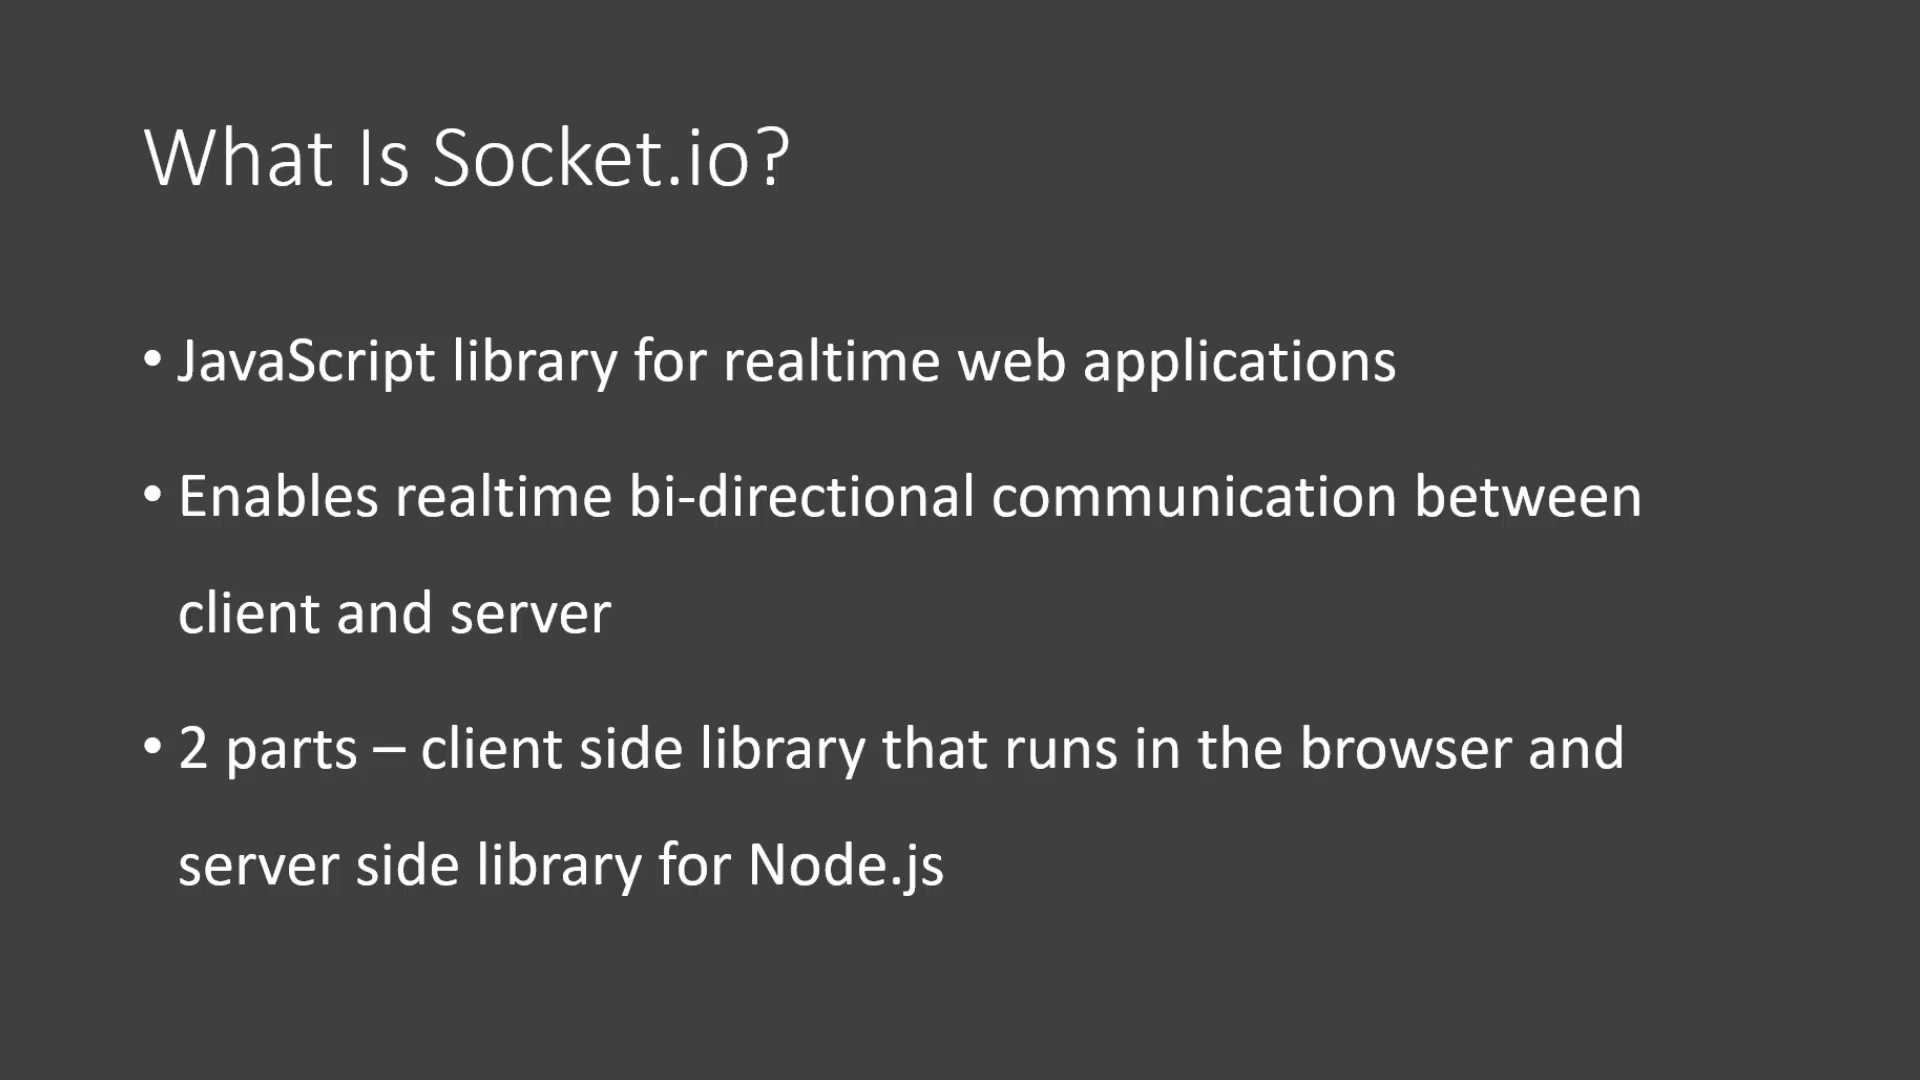 What Is Socket.io?
• JavaScript library for realtime web applications
• Enables realtime bi-directional communication between
client and server
• 2 parts – client side library that runs in the browser and
server side library for Node.js